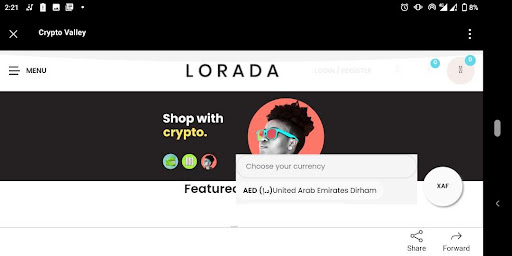 2:21
8%
Crypto Valley
MENU
LORADA
LOGIN / REGISTER
0
0
Shop with
crypto.
Choose your currency
Featured
AED (د.إ) United Arab Emirates Dirham
XAF
Share
Forward